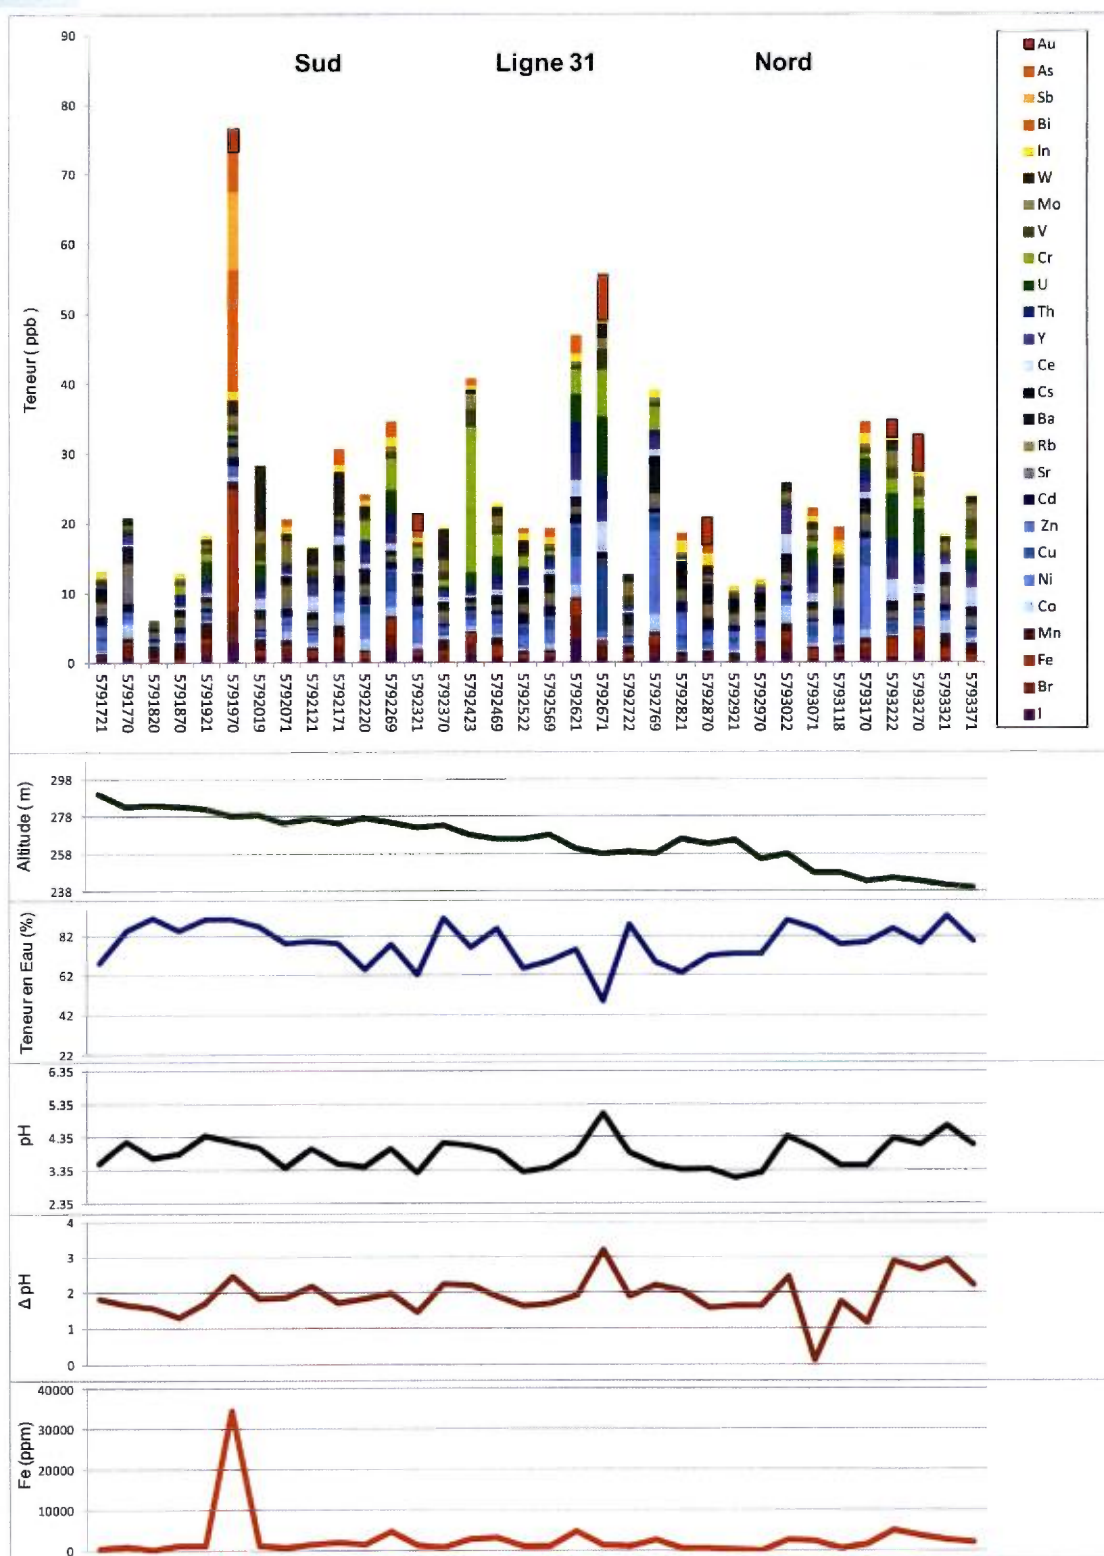 90
80
70
60
50
40
30
20
10
0
Teneur ( ppb )
Sud Ligne 31 Nord
Au
As
Sb
Bi
In
W
Mo
V
Cr
U
Th
Y
Ce
Cs
Ba
Rb
Sr
Cd
Zn
Cu
Ni
Co
Mn
Fe
Br
I
5791721
5791770
5791820
5791870
5791921
5791970
5792019
5792071
5792121
5792171
5792220
5792269
5792321
5792370
5792423
5792469
5792522
5792569
5792621
5792671
5792722
5792769
5792821
5792870
5792921
5792970
5793022
5793071
5793118
5793170
5793222
5793270
5793321
5793371
Altitude ( m)
298
278
258
238
Teneur en Eau (%)
82
62
42
22
pH
6.35
5.35
4.35
3.35
2.35
Δ pH
4
3
2
1
0
Fe (ppm)
40000
30000
20000
10000
0